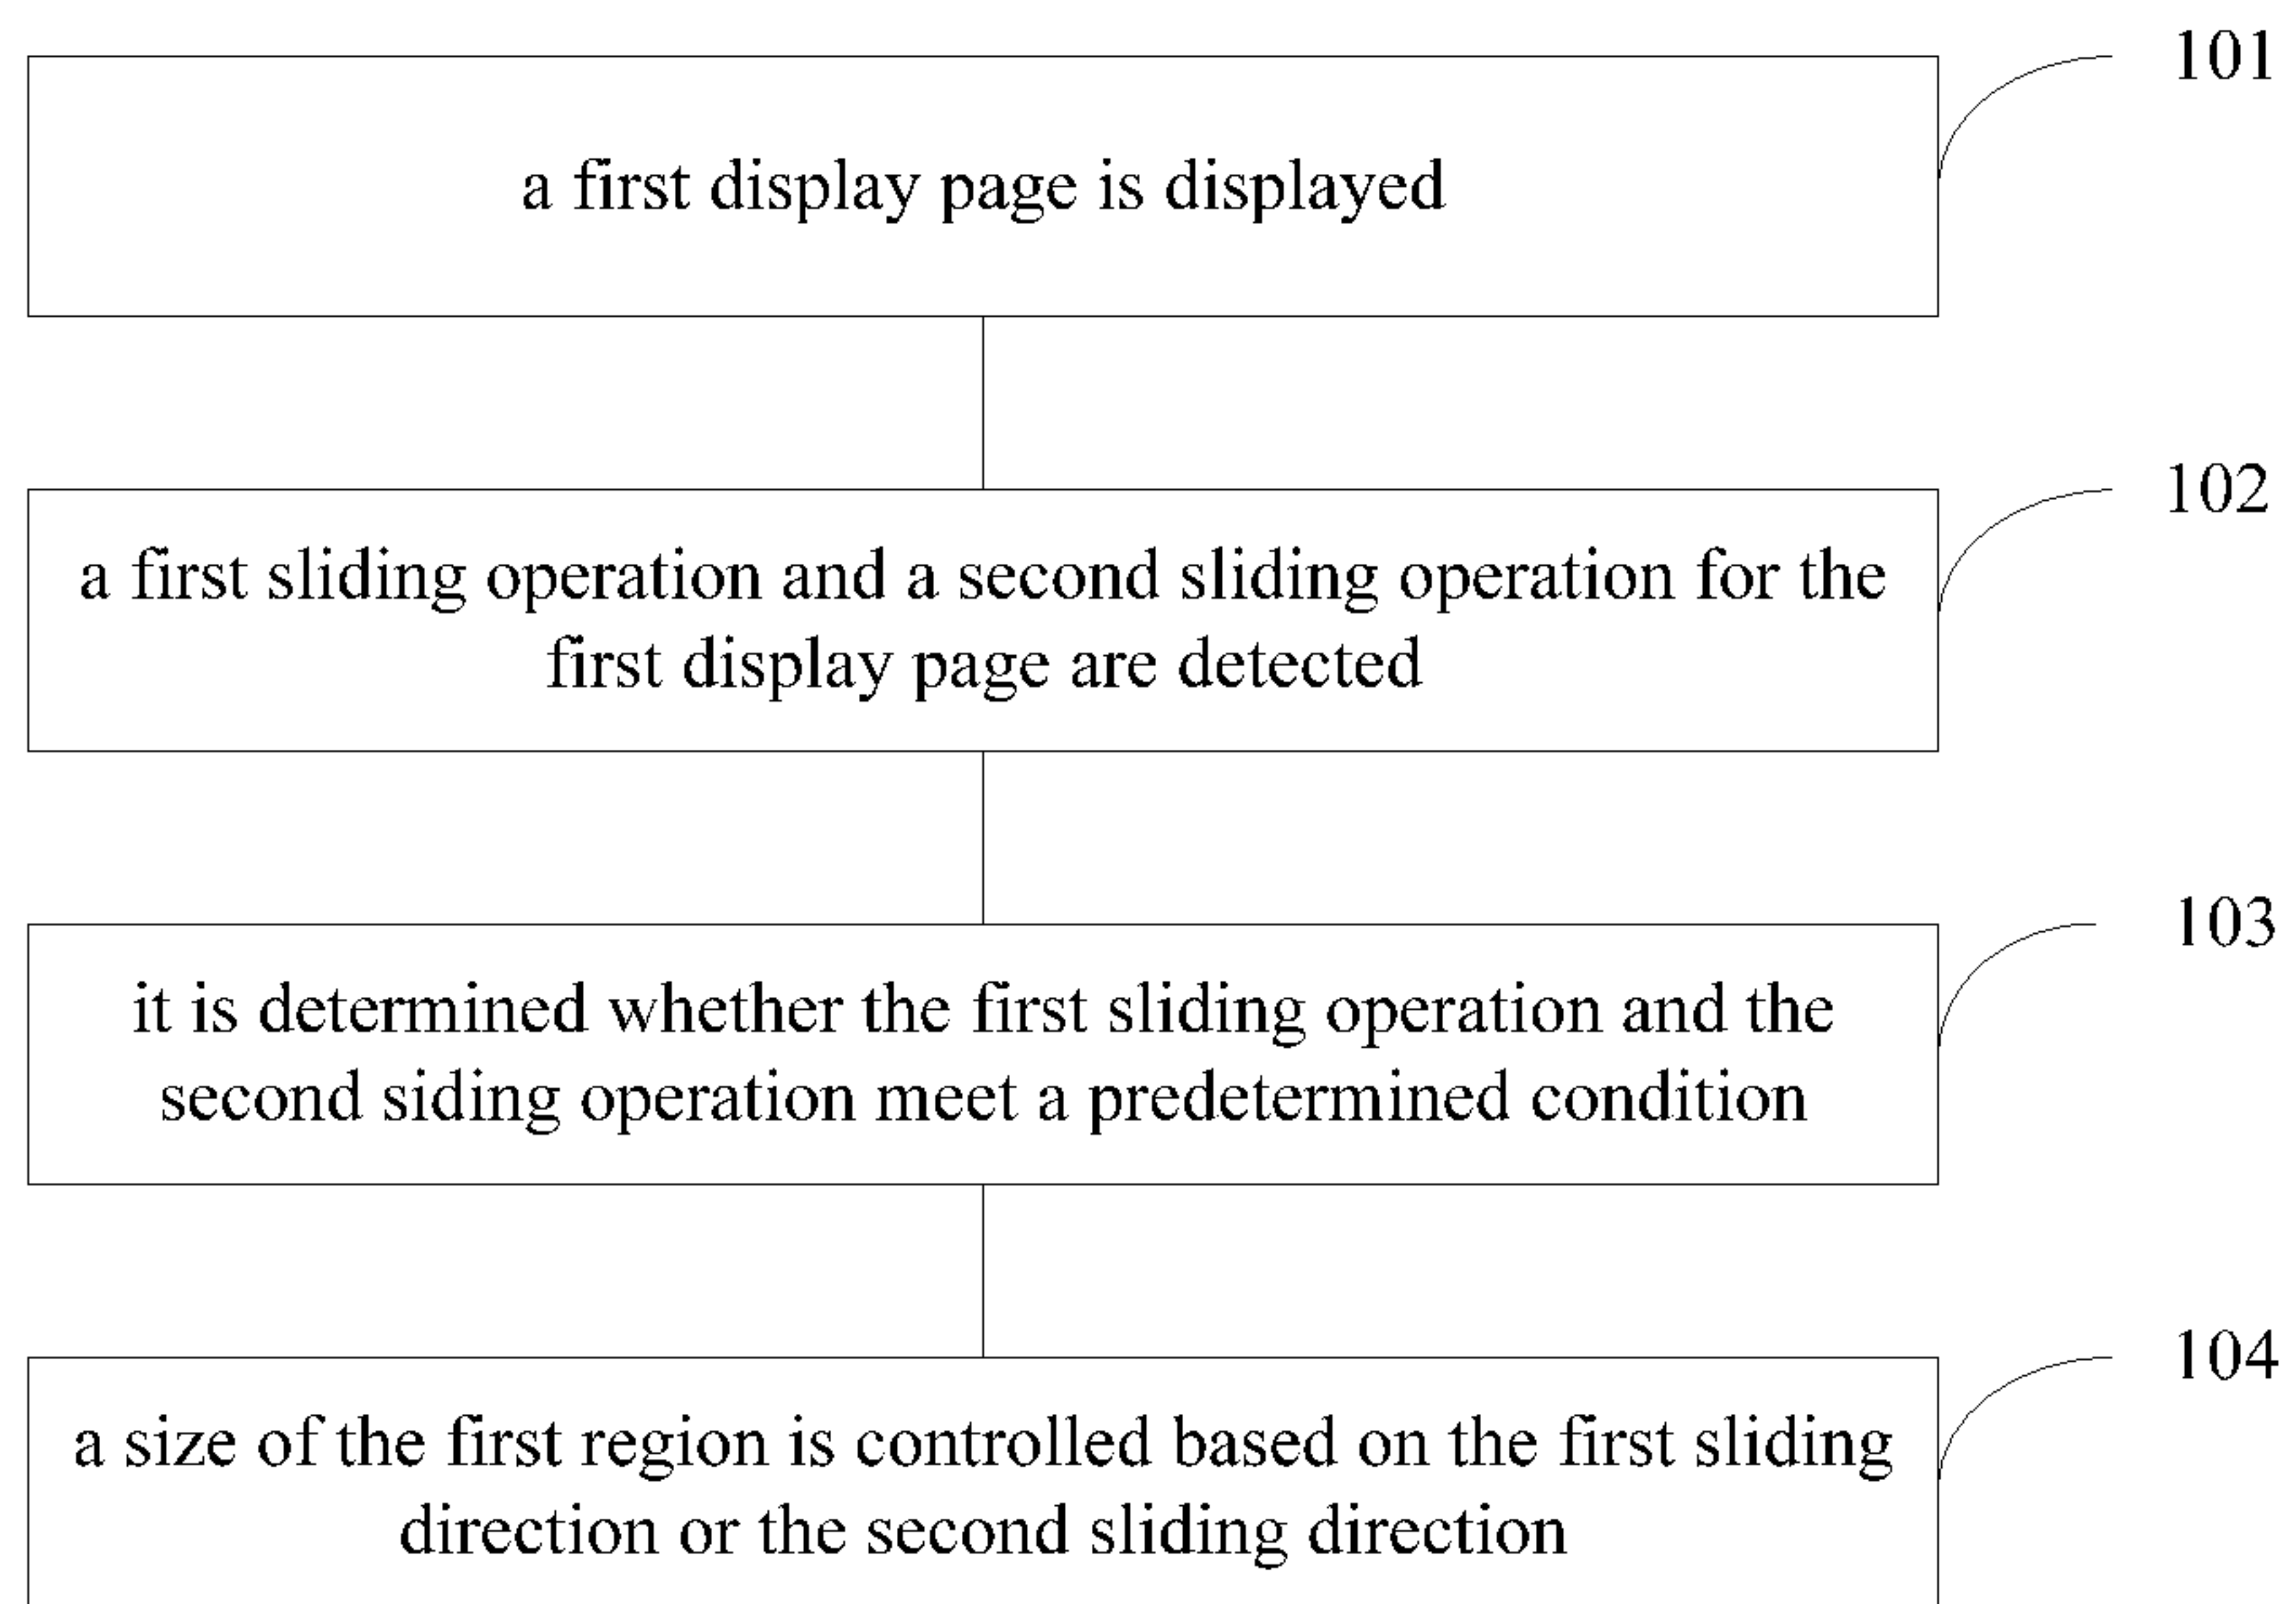 101
a first display page is displayed
102
a first sliding operation and a second sliding operation for the
first display page are detected
103
it is determined whether the first sliding operation and the
second siding operation meet a predetermined condition
104
a size of the first region is controlled based on the first sliding
direction or the second sliding direction